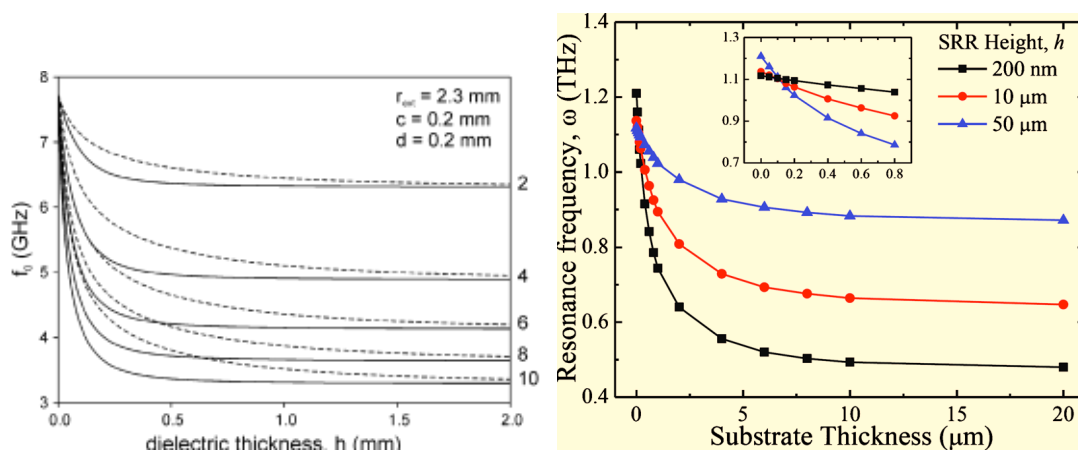 f₀ (GHz)
8
7
6
5
4
3
r_ext = 2.3 mm
c = 0.2 mm
d = 0.2 mm
2
4
6
8
10
0.0 0.5 1.0 1.5 2.0
dielectric thickness, h (mm)
Resonance frequency, ω (THz)
1.4
1.2
1.0
0.8
0.6
0.4
1.3
1.1
0.9
0.7
0.0 0.2 0.4 0.6 0.8
SRR Height, h
200 nm
10 μm
50 μm
0 5 10 15 20
Substrate Thickness (μm)